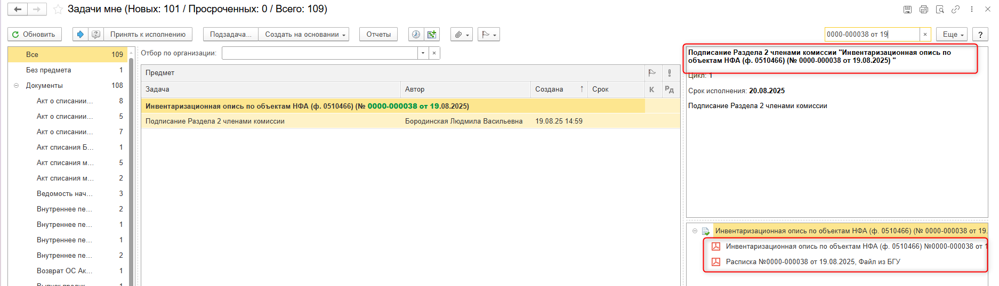 Задачи мне (Новых: 101 / Просроченных: 0 / Всего: 109)
Обновить
Принять к исполнению
Подзадача...
Создать на основании
Отчеты
0000-000038 от 19
×
Еще
?
Все 109
Без предмета 1
Документы 108
Акт о списании... 8
Акт о списании... 5
Акт о списании... 7
Акт списания Б... 1
Акт списания м... 5
Акт списания м... 2
Ведомость нач... 3
Внутреннее пе... 2
Внутреннее пе... 1
Внутреннее пе... 1
Внутреннее пе... 2
Возврат ОС Ак... 1
Отбор по организации:
Предмет
Задача Автор Создана ↑ Срок К Рд
Инвентаризационная опись по объектам НФА (ф. 0510466) (№ 0000-000038 от 19.08.2025)
Подписание Раздела 2 членами комиссии Бородинская Людмила Васильевна 19.08.25 14:59
Подписание Раздела 2 членами комиссии "Инвентаризационная опись по
объектам НФА (ф. 0510466) (№ 0000-000038 от 19.08.2025) "
Цикл: 1
Срок исполнения: 20.08.2025
Подписание Раздела 2 членами комиссии
Инвентаризационная опись по объектам НФА (ф. 0510466) (№ 0000-000038 от 19.
Инвентаризационная опись по объектам НФА (ф. 0510466) №0000-000038 от 1
Расписка №0000-000038 от 19.08.2025, Файл из БГУ